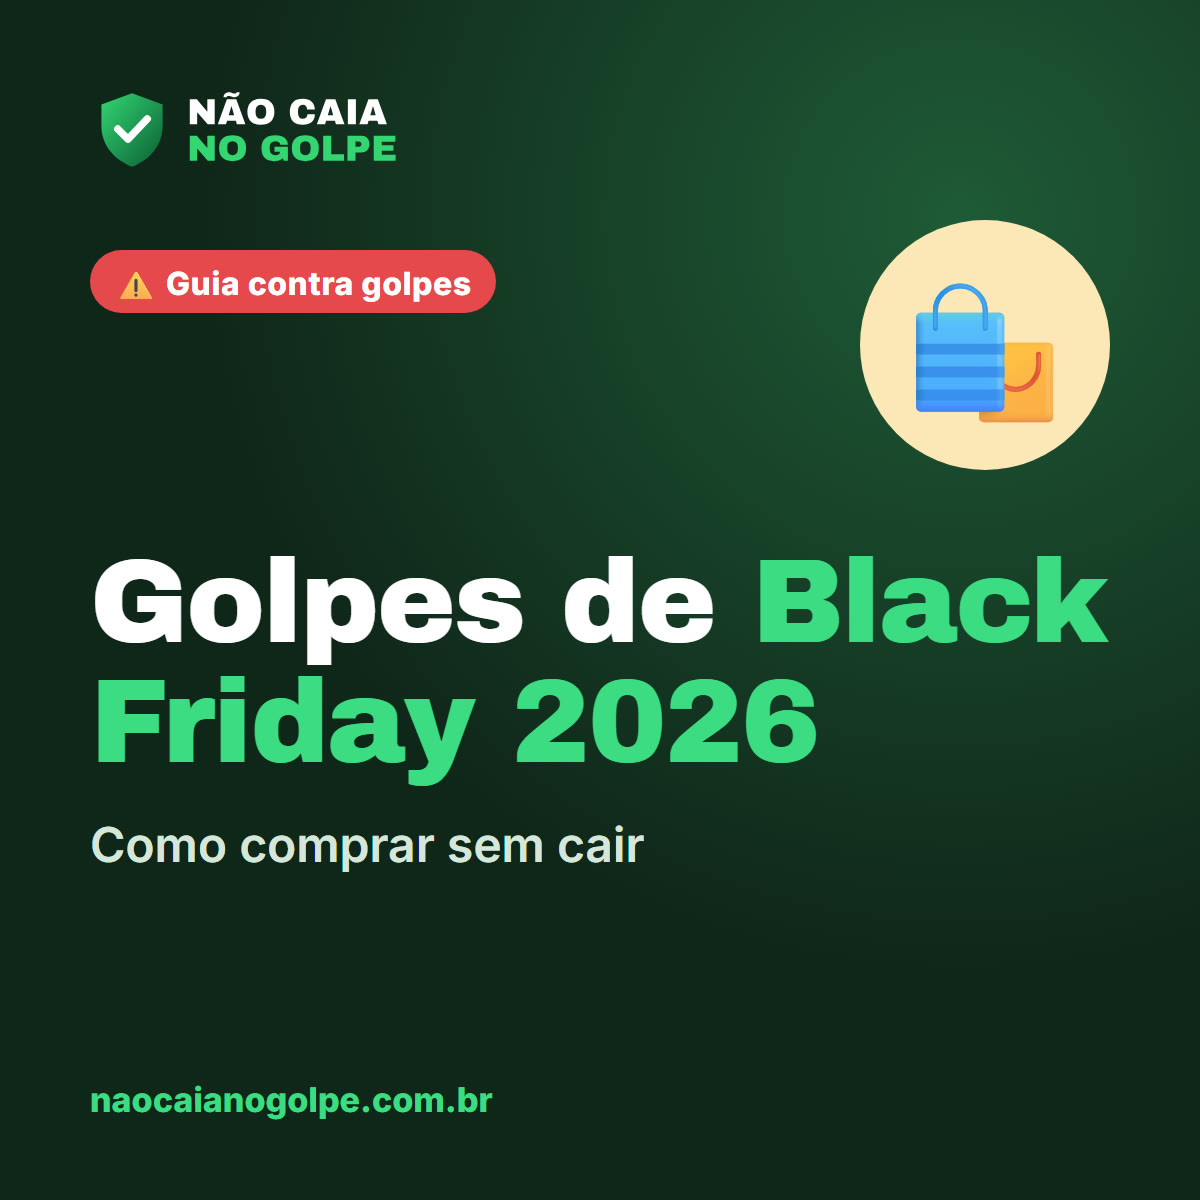 NÃO CAIA
NO GOLPE
⚠️ Guia contra golpes
Golpes de Black
Friday 2026
Como comprar sem cair
naocaianogolpe.com.br